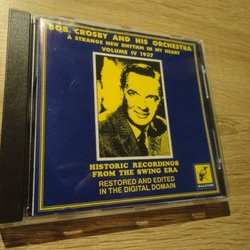 BOB CROSBY AND HIS ORCHESTRA
A STRANGE NEW RHYTHM IN MY HEART
VOLUME IV 1937
HISTORIC RECORDINGS
FROM THE SWING ERA
RESTORED AND EDITED
IN THE DIGITAL DOMAIN